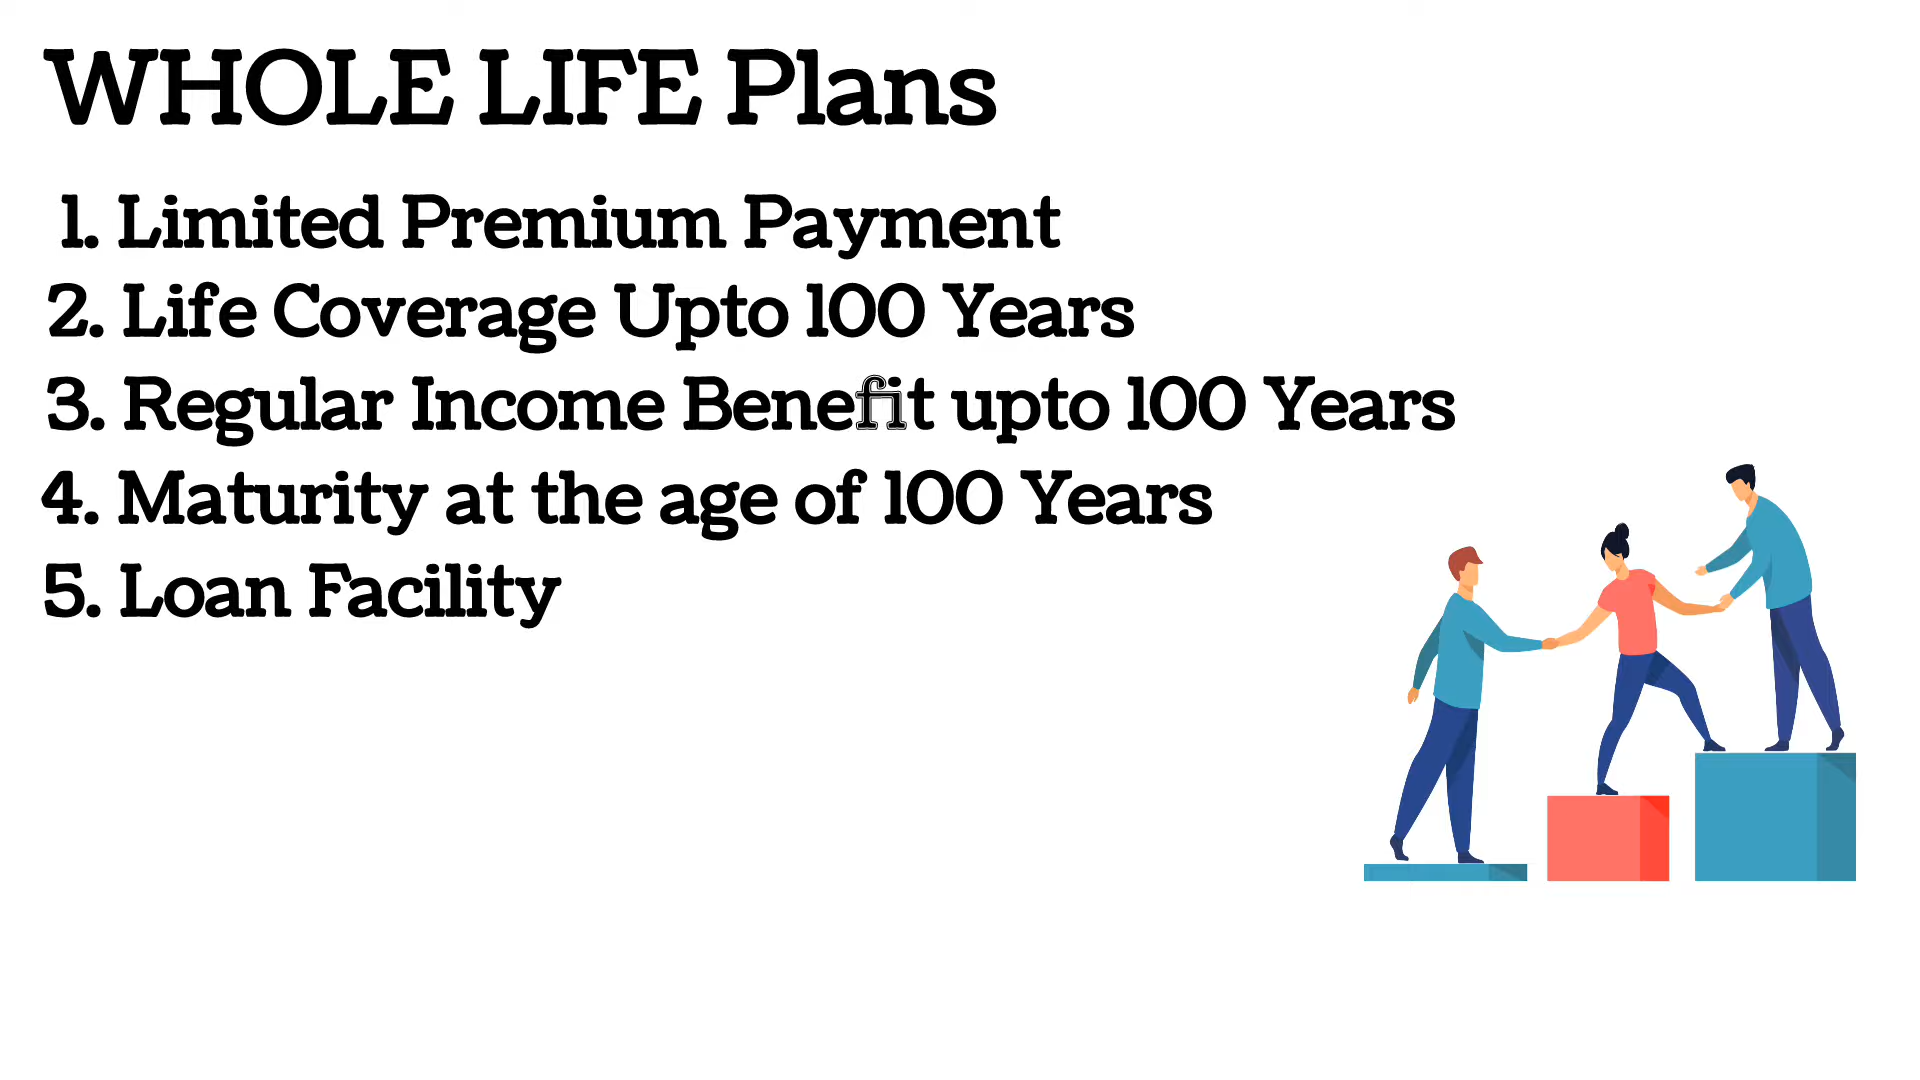 WHOLE LIFE Plans
1. Limited Premium Payment
2. Life Coverage Upto 100 Years
3. Regular Income Benefit upto 100 Years
4. Maturity at the age of 100 Years
5. Loan Facility